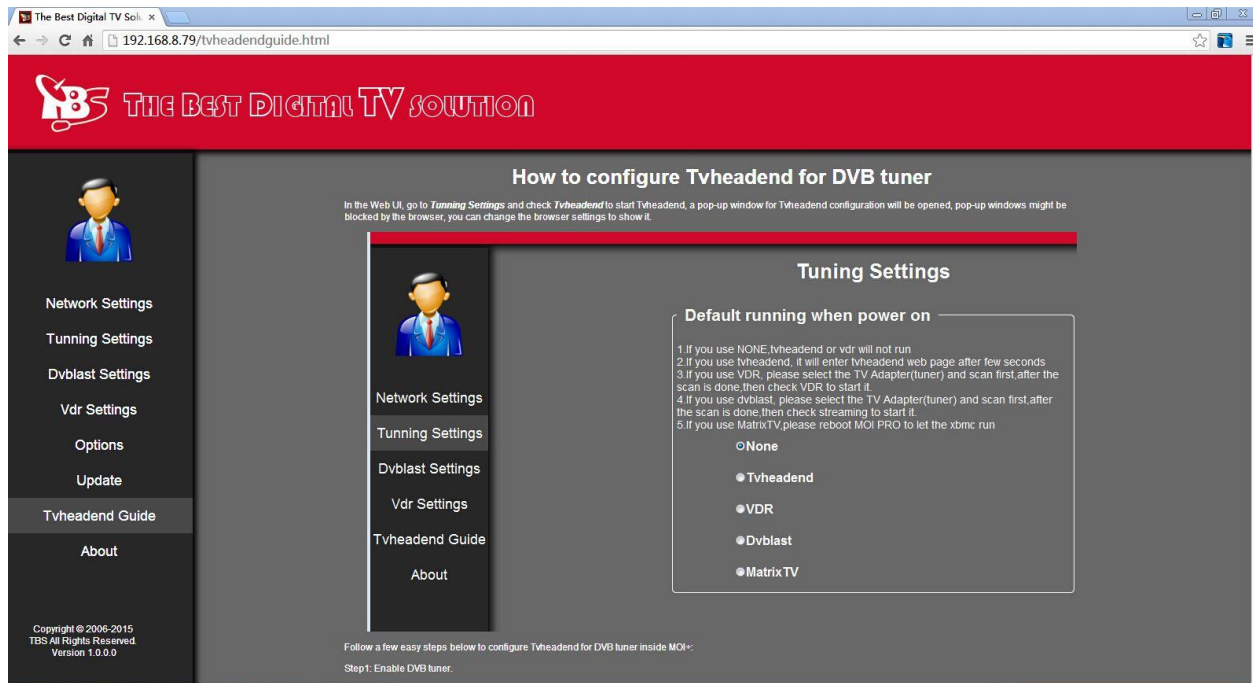 The Best Digital TV Solu
192.168.8.79/tvheadendguide.html
TBS THE BEST DIGITAL TV SOLUTION
Network Settings
Tunning Settings
Dvblast Settings
Vdr Settings
Options
Update
Tvheadend Guide
About
Copyright © 2006-2015
TBS All Rights Reserved.
Version 1.0.0.0
How to configure Tvheadend for DVB tuner
In the Web UI, go to Tunning Settings and check Tvheadend to start Tvheadend, a pop-up window for Tvheadend configuration will be opened, pop-up windows might be
blocked by the browser, you can change the browser settings to show it.
Network Settings
Tunning Settings
Dvblast Settings
Vdr Settings
Tvheadend Guide
About
Tuning Settings
Default running when power on
1.If you use NONE,tvheadend or vdr will not run
2.If you use tvheadend, it will enter tvheadend web page after few seconds
3.If you use VDR, please select the TV Adapter(tuner) and scan first,after the
scan is done,then check VDR to start it.
4.If you use dvblast, please select the TV Adapter(tuner) and scan first,after
the scan is done,then check streaming to start it.
5.If you use MatrixTV,please reboot MOI PRO to let the xbmc run
None
Tvheadend
VDR
Dvblast
MatrixTV
Follow a few easy steps below to configure Tvheadend for DVB tuner inside MOI+:
Step1: Enable DVB tuner.